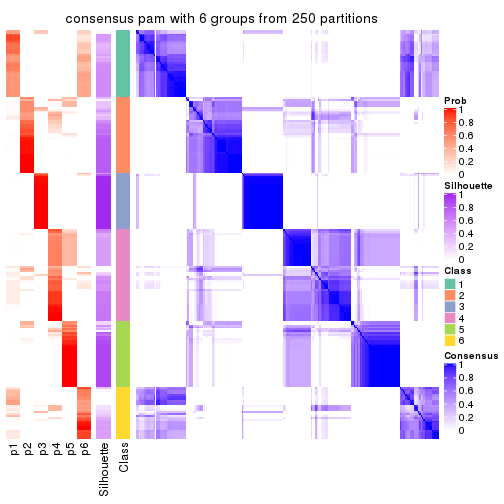 consensus pam with 6 groups from 250 partitions
Prob
1
0.8
0.6
0.4
0.2
0
Silhouette
1
0.8
0.6
0.4
0.2
0
Class
1
2
3
4
5
6
Consensus
1
0.8
0.6
0.4
0.2
0
p1
p2
p3
p4
p5
p6
Silhouette
Class